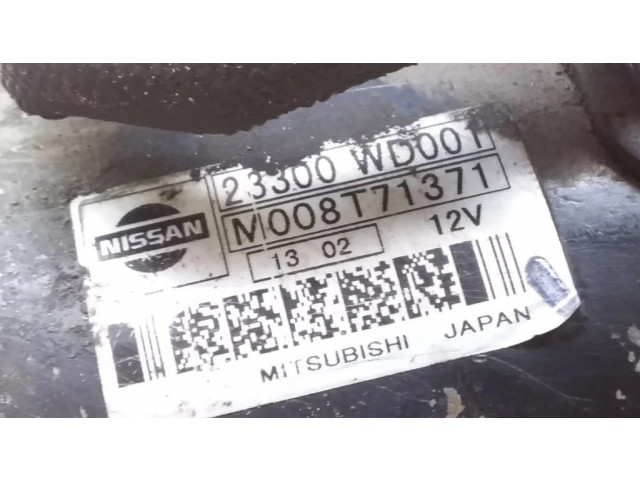 23300 WD001
NISSAN
M008T71371
13 02
12V
MITSUBISHI JAPAN